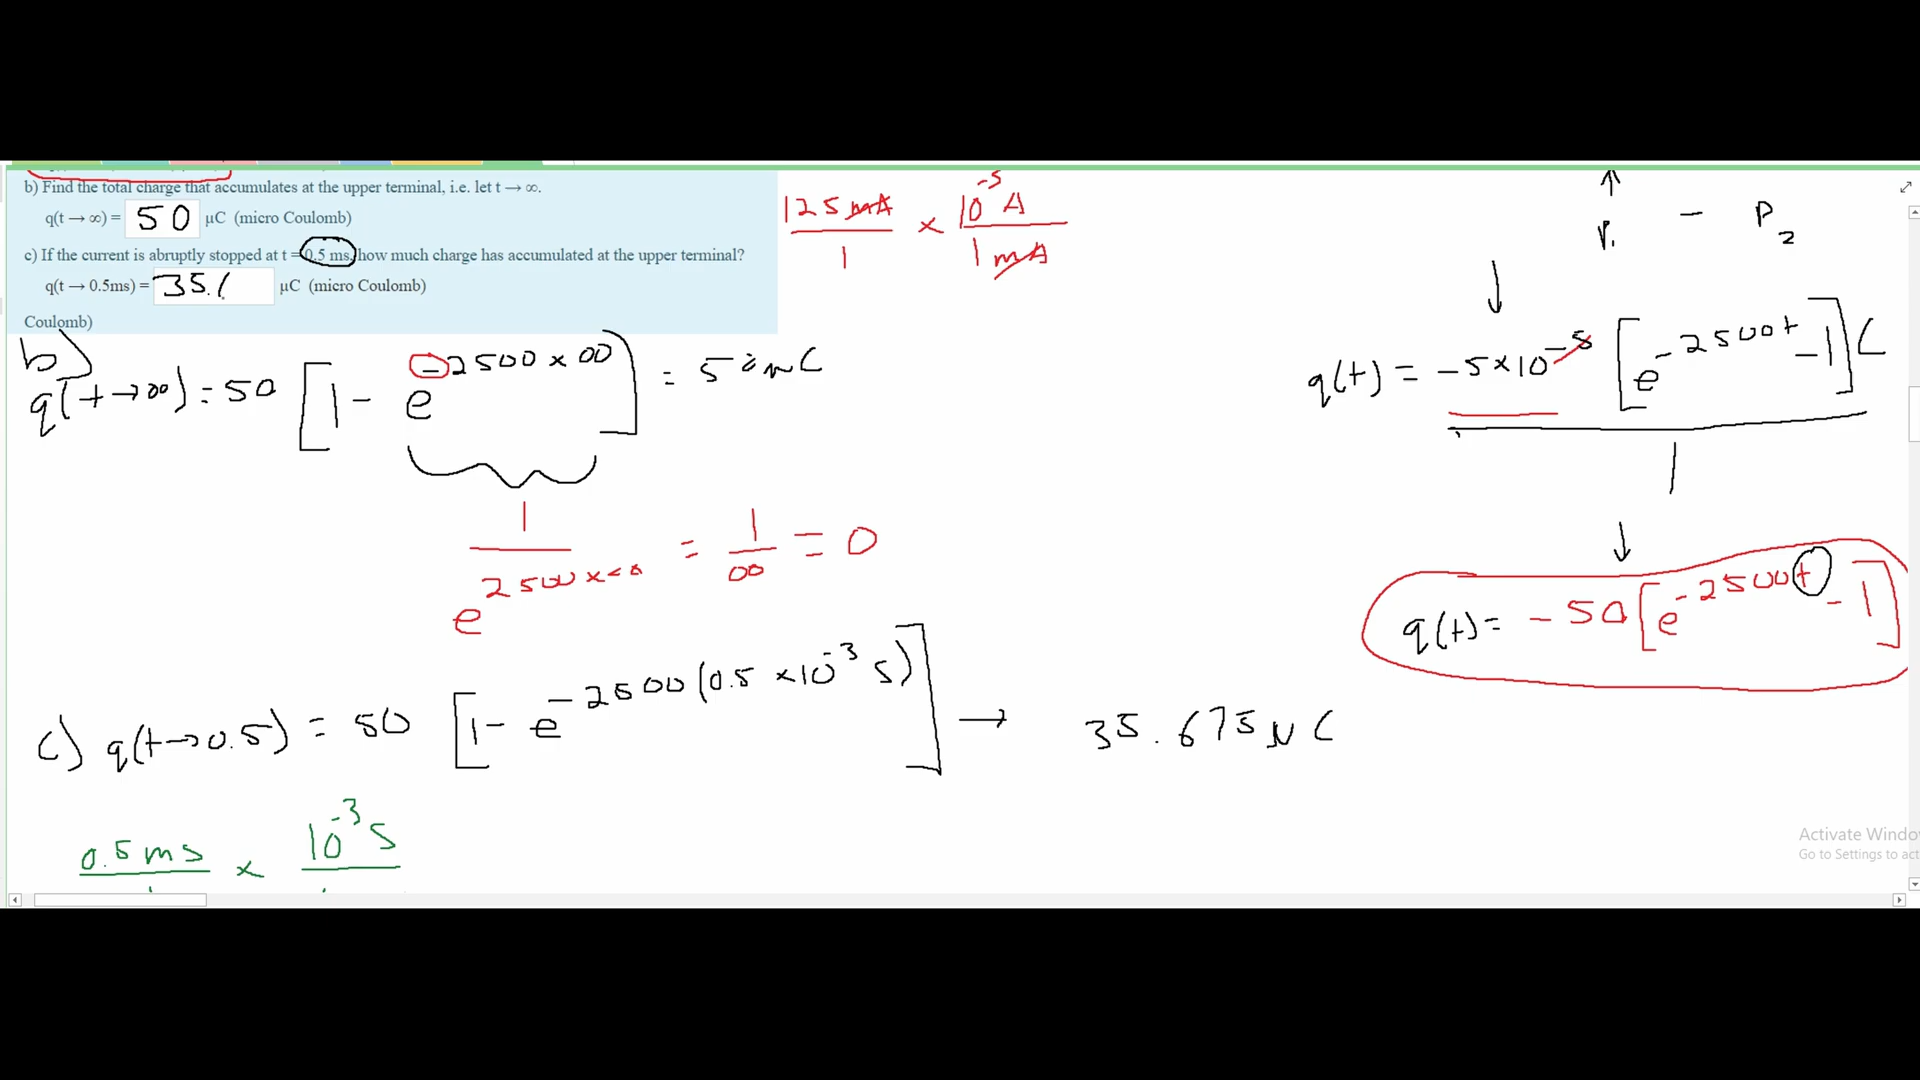 b) Find the total charge that accumulates at the upper terminal, i.e. let t → ∞.
q(t → ∞) = 50 μC (micro Coulomb)
c) If the current is abruptly stopped at t = 0.5 ms, how much charge has accumulated at the upper terminal?
q(t → 0.5ms) = 35.6 μC (micro Coulomb)
Coulomb)
125 mA / 1 × 10^-3 A / 1 mA
P1 - P2
b)
q(t→∞) = 50 [1 - e^-2500×∞] = 50 μC
q(t) = -5×10^-5 [e^-2500t - 1] C
1 / e^2500×∞ = 1/∞ = 0
q(t) = -50 [e^-2500t - 1]
c) q(t→0.5) = 50 [1 - e^-2500(0.5×10^-3 s)] → 35.675 μC
0.5 ms × 10^-3 s
Activate Windo
Go to Settings to act